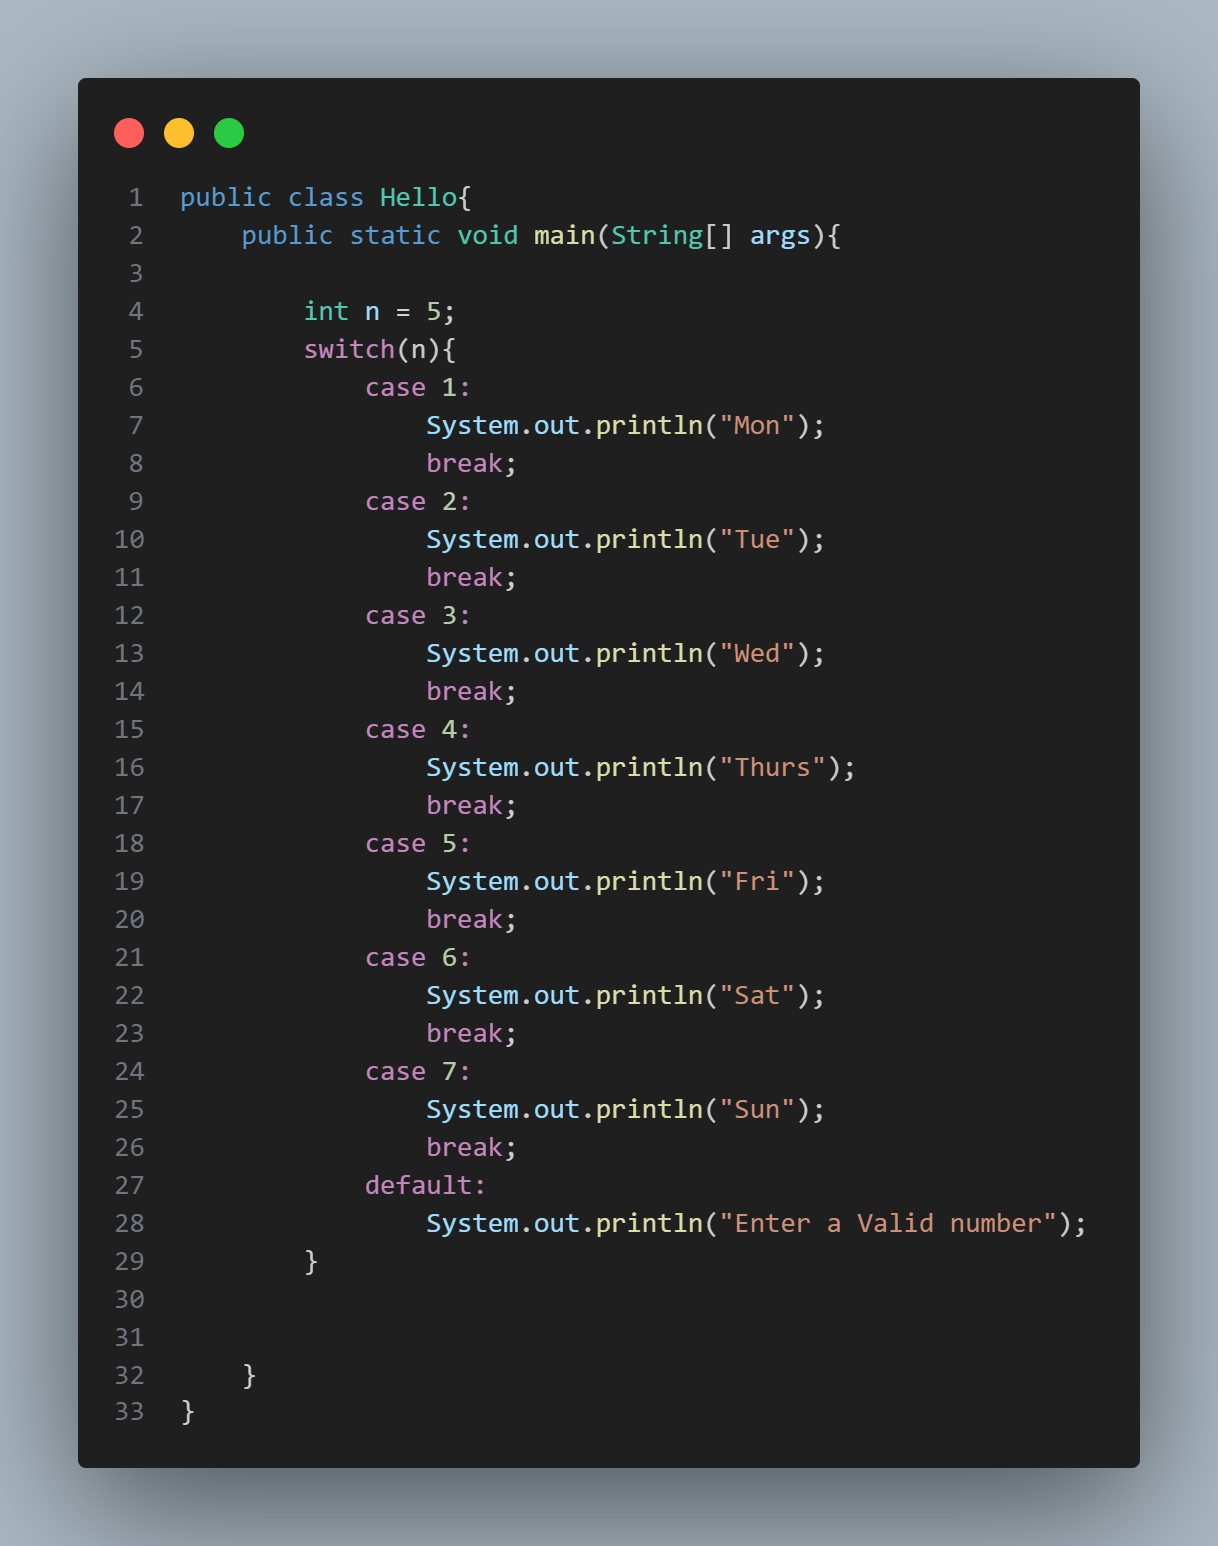 1 public class Hello{
2     public static void main(String[] args){
3
4         int n = 5;
5         switch(n){
6             case 1:
7                 System.out.println("Mon");
8                 break;
9             case 2:
10                 System.out.println("Tue");
11                 break;
12             case 3:
13                 System.out.println("Wed");
14                 break;
15             case 4:
16                 System.out.println("Thurs");
17                 break;
18             case 5:
19                 System.out.println("Fri");
20                 break;
21             case 6:
22                 System.out.println("Sat");
23                 break;
24             case 7:
25                 System.out.println("Sun");
26                 break;
27             default:
28                 System.out.println("Enter a Valid number");
29         }
30
31
32     }
33 }